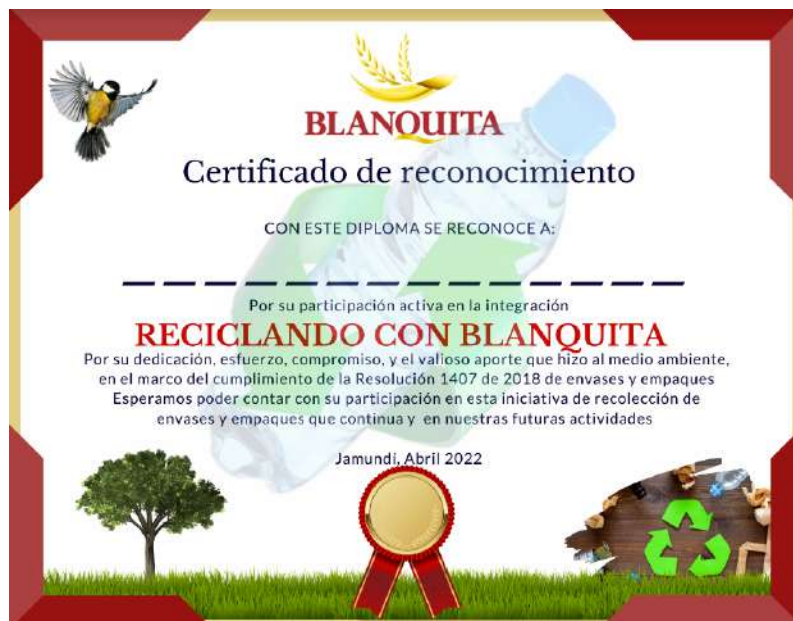 BLANQUITA
Certificado de reconocimiento
CON ESTE DIPLOMA SE RECONOCE A:
Por su participación activa en la integración
RECICLANDO CON BLANQUITA
Por su dedicación, esfuerzo, compromiso, y el valioso aporte que hizo al medio ambiente,
en el marco del cumplimiento de la Resolución 1407 de 2018 de envases y empaques
Esperamos poder contar con su participación en esta iniciativa de recolección de
envases y empaques que continua y en nuestras futuras actividades
Jamundí, Abril 2022